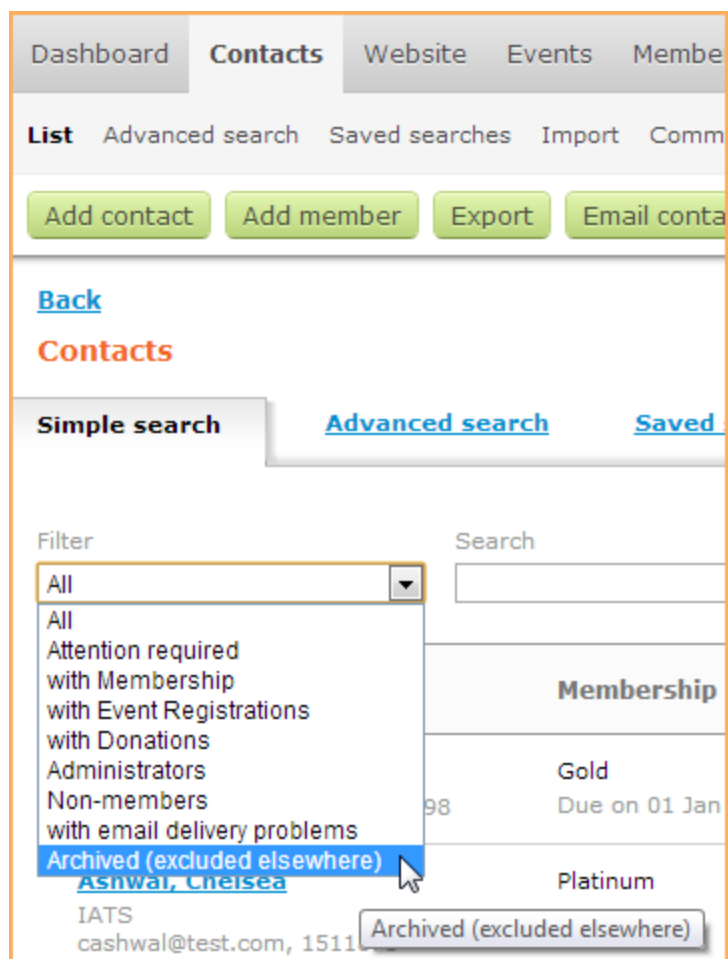 Dashboard Contacts Website Events Membe
List Advanced search Saved searches Import Comm
Add contact Add member Export Email conta
Back
Contacts
Simple search Advanced search Saved
Filter Search
All
All
Attention required
with Membership
with Event Registrations
with Donations
Administrators
Non-members
with email delivery problems
Archived (excluded elsewhere)
Membership
Gold
98 Due on 01 Jan
Ashwal, Chelsea Platinum
IATS
cashwal@test.com, 1511
Archived (excluded elsewhere)